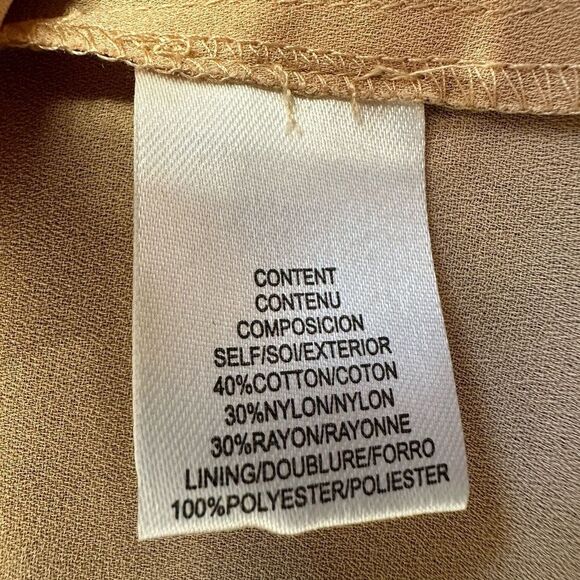 CONTENT
CONTENU
COMPOSICION
SELF/SOI/EXTERIOR
40%COTTON/COTON
30%NYLON/NYLON
30%RAYON/RAYONNE
LINING/DOUBLURE/FORRO
100%POLYESTER/POLIESTER